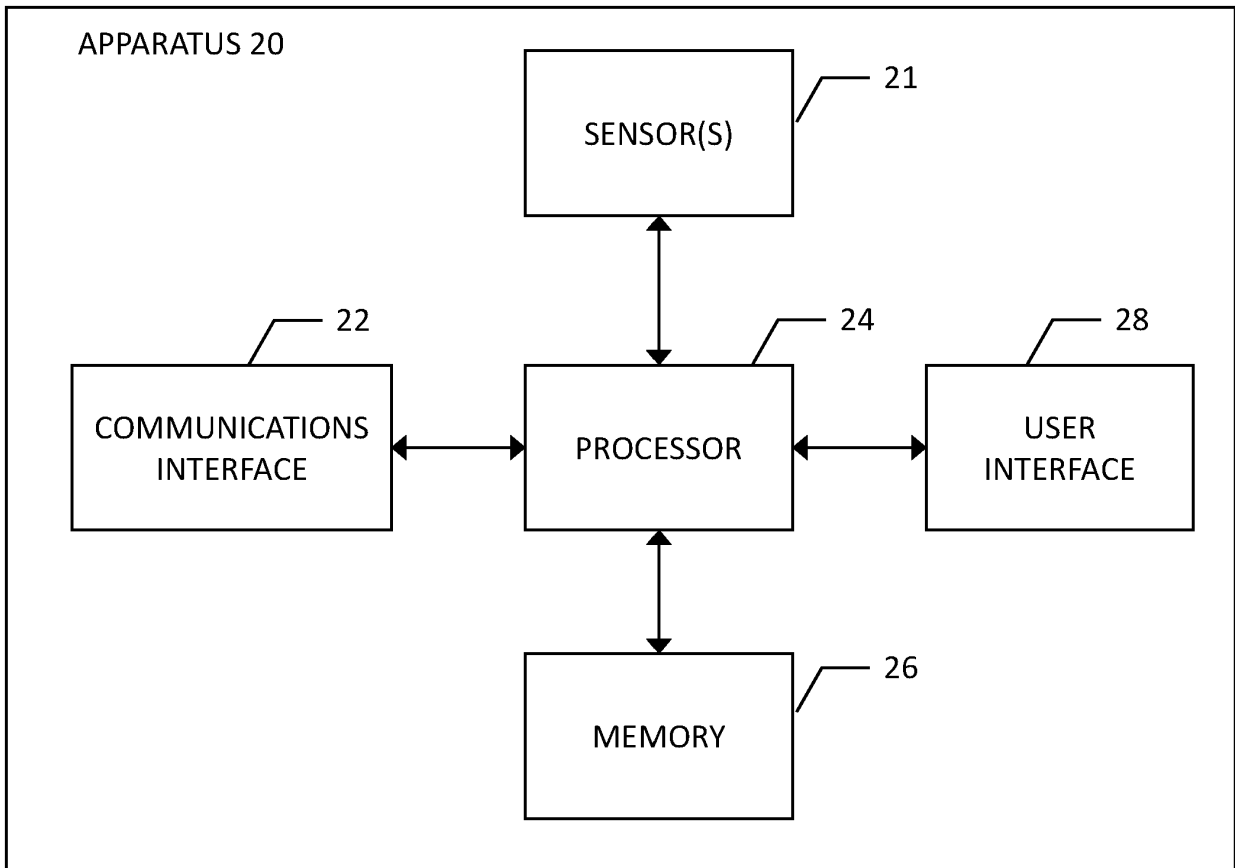 APPARATUS 20
21
SENSOR(S)
22
24
28
COMMUNICATIONS
INTERFACE
PROCESSOR
USER
INTERFACE
26
MEMORY